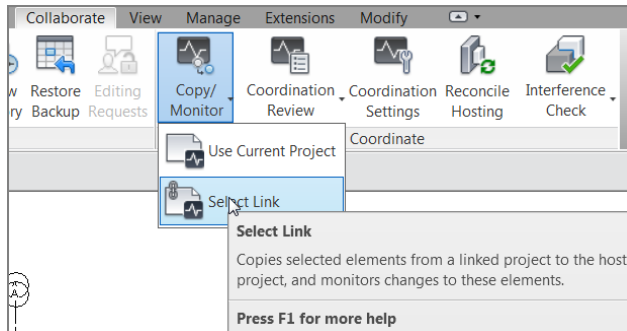 Collaborate View Manage Extensions Modify
Restore Backup
Editing Requests
Copy/ Monitor
Coordination Review
Coordination Settings
Reconcile Hosting
Interference Check
Coordinate
Use Current Project
Select Link
Select Link
Copies selected elements from a linked project to the host
project, and monitors changes to these elements.
Press F1 for more help
A